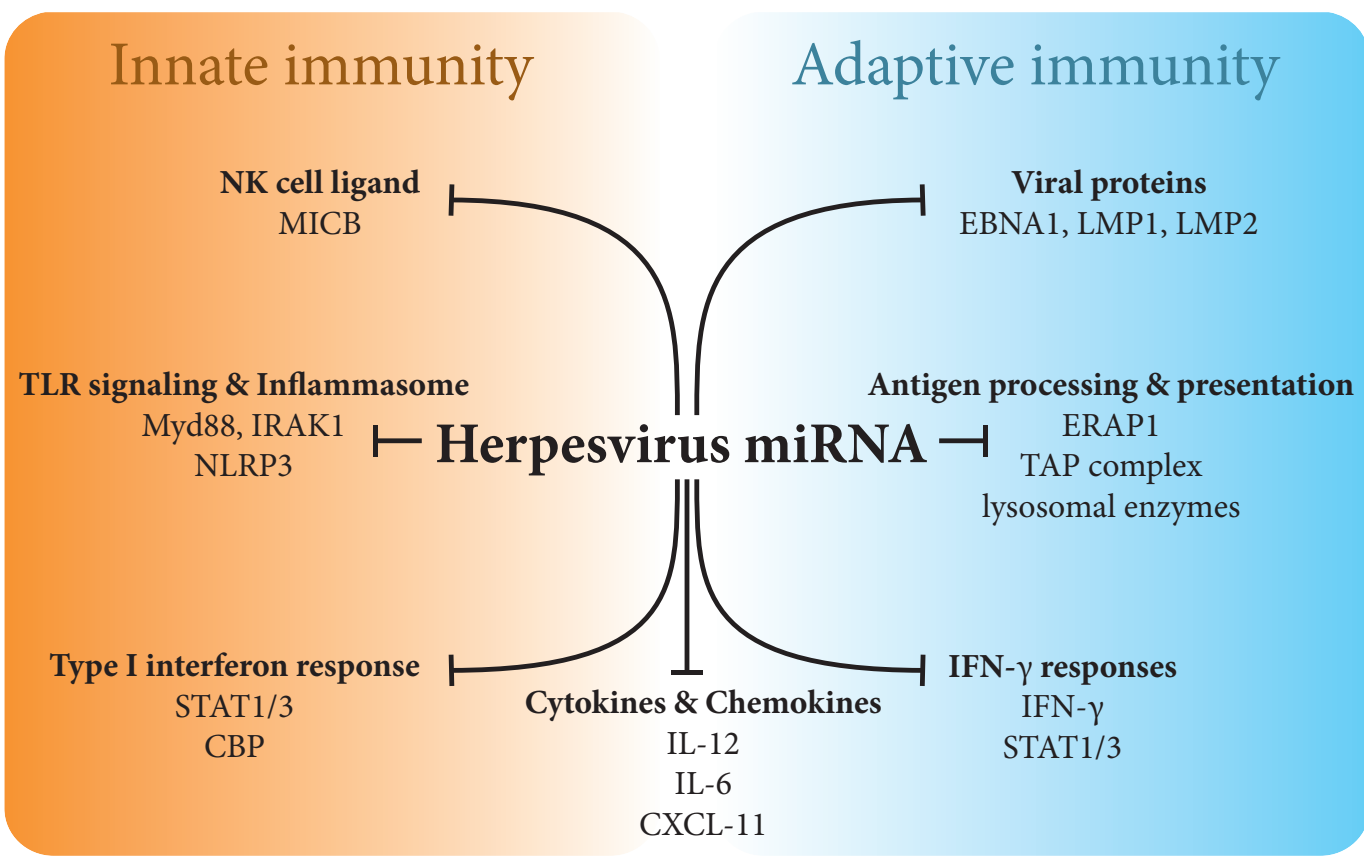 Innate immunity
Adaptive immunity
NK cell ligand
MICB
Viral proteins
EBNA1, LMP1, LMP2
TLR signaling & Inflammasome
Myd88, IRAK1
NLRP3
Herpesvirus miRNA
Antigen processing & presentation
ERAP1
TAP complex
lysosomal enzymes
Type I interferon response
STAT1/3
CBP
Cytokines & Chemokines
IL-12
IL-6
CXCL-11
IFN-γ responses
IFN-γ
STAT1/3